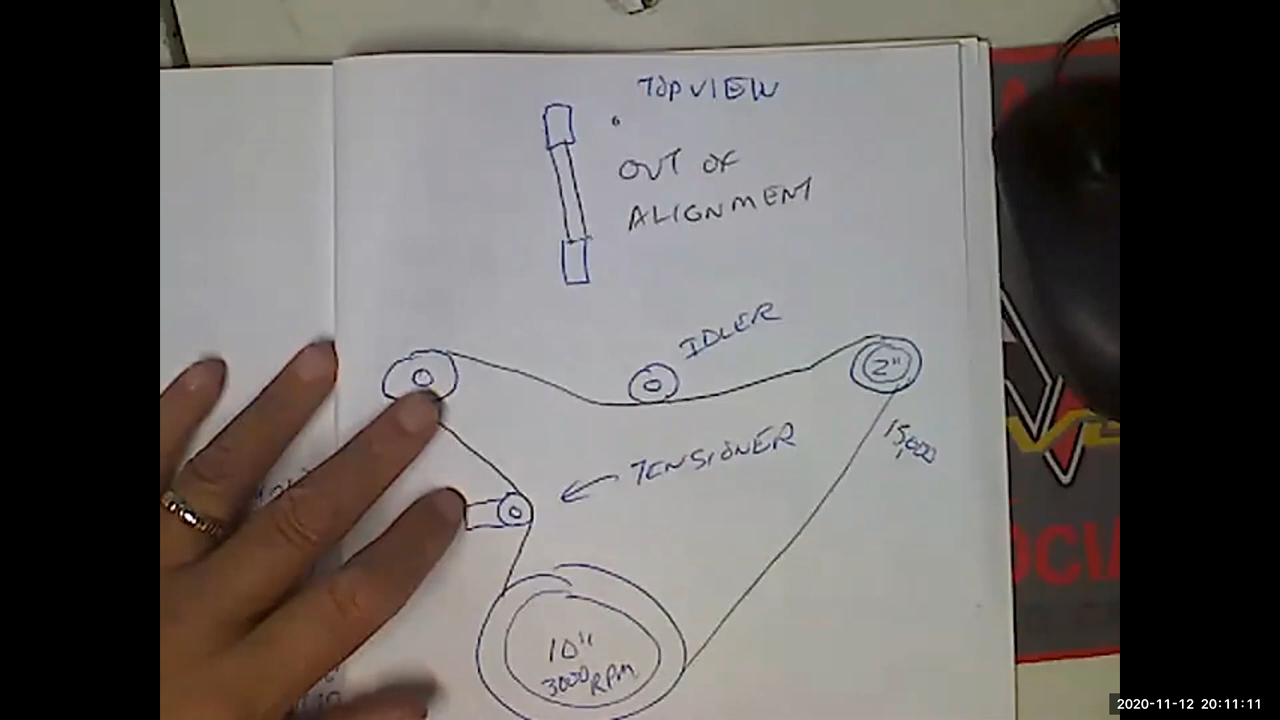 TOP VIEW
OUT OF
ALIGNMENT
IDLER
2"
15,000
TENSIONER
10"
3000 RPM
2020-11-12 20:11:11